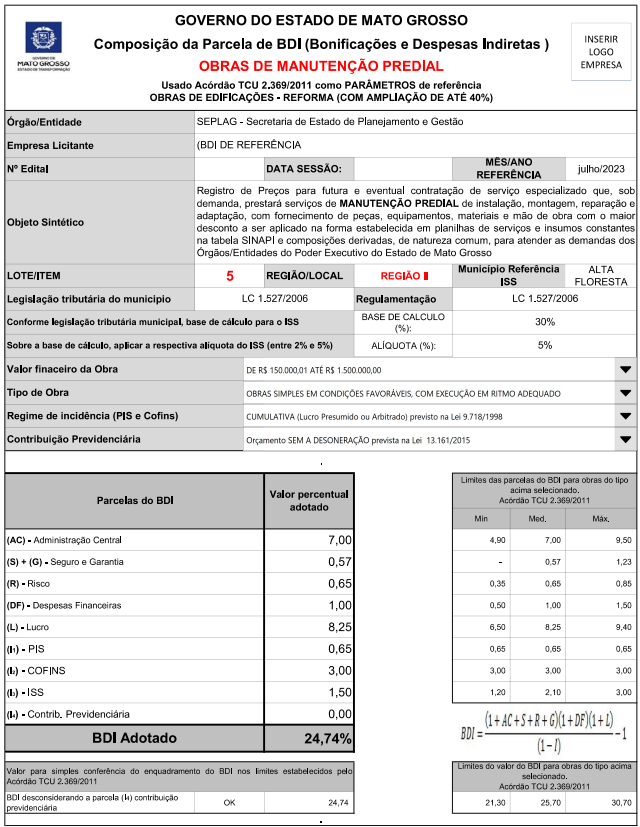 GOVERNO DO ESTADO DE MATO GROSSO
Composição da Parcela de BDI (Bonificações e Despesas Indiretas )
OBRAS DE MANUTENÇÃO PREDIAL
Usado Acórdão TCU 2.369/2011 como PARÂMETROS de referência
OBRAS DE EDIFICAÇÕES - REFORMA (COM AMPLIAÇÃO DE ATÉ 40%)
GOVERNO DE
MATO GROSSO
ESTADO DE TRANSFORMAÇÃO
INSERIR
LOGO
EMPRESA
Órgão/Entidade SEPLAG - Secretaria de Estado de Planejamento e Gestão
Empresa Licitante (BDI DE REFERÊNCIA
Nº Edital DATA SESSÃO: MÊS/ANO REFERÊNCIA julho/2023
Objeto Sintético
Registro de Preços para futura e eventual contratação de serviço especializado que, sob
demanda, prestará serviços de MANUTENÇÃO PREDIAL de instalação, montagem, reparação e
adaptação, com fornecimento de peças, equipamentos, materiais e mão de obra com o maior
desconto a ser aplicado na forma estabelecida em planilhas de serviços e insumos constantes
na tabela SINAPI e composições derivadas, de natureza comum, para atender as demandas dos
Órgãos/Entidades do Poder Executivo do Estado de Mato Grosso
LOTE/ITEM 5 REGIÃO/LOCAL REGIÃO II Município Referência ISS ALTA FLORESTA
Legislação tributária do municipio LC 1.527/2006 Regulamentação LC 1.527/2006
Conforme legislação tributária municipal, base de cálculo para o ISS BASE DE CALCULO (%): 30%
Sobre a base de cálculo, aplicar a respectiva alíquota do ISS (entre 2% e 5%) ALÍQUOTA (%): 5%
Valor finaceiro da Obra DE R$ 150.000,01 ATÉ R$ 1.500.000,00
Tipo de Obra OBRAS SIMPLES EM CONDIÇÕES FAVORÁVEIS, COM EXECUÇÃO EM RITMO ADEQUADO
Regime de incidência (PIS e Cofins) CUMULATIVA (Lucro Presumido ou Arbitrado) previsto na Lei 9.718/1998
Contribuição Previdenciária Orçamento SEM A DESONERAÇÃO prevista na Lei 13.161/2015
Parcelas do BDI Valor percentual adotado
Limites das parcelas do BDI para obras do tipo
acima selecionado.
Acórdão TCU 2.369/2011
Mín Med. Máx.
(AC) - Administração Central 7,00 4,90 7,00 9,50
(S) + (G) - Seguro e Garantia 0,57 - 0,57 1,23
(R) - Risco 0,65 0,35 0,65 0,85
(DF) - Despesas Financeiras 1,00 0,50 1,00 1,50
(L) - Lucro 8,25 6,50 8,25 9,40
(I₁) - PIS 0,65 0,65 0,65 0,65
(I₂) - COFINS 3,00 3,00 3,00 3,00
(I₃) - ISS 1,50 1,20 2,10 3,00
(I₄) - Contrib. Previdenciária 0,00
BDI Adotado 24,74%
BDI = (1 + AC + S + R + G)(1 + DF)(1 + L) / (1 − I) − 1
Valor para simples conferência do enquadramento do BDI nos limites estabelecidos pelo
Acórdão TCU 2.369/2011
Limites do valor do BDI para obras do tipo acima
selecionado.
Acórdão TCU 2.369/2011
BDI desconsiderando a parcela (I₄) contribuição previdenciária OK 24,74 21,30 25,70 30,70